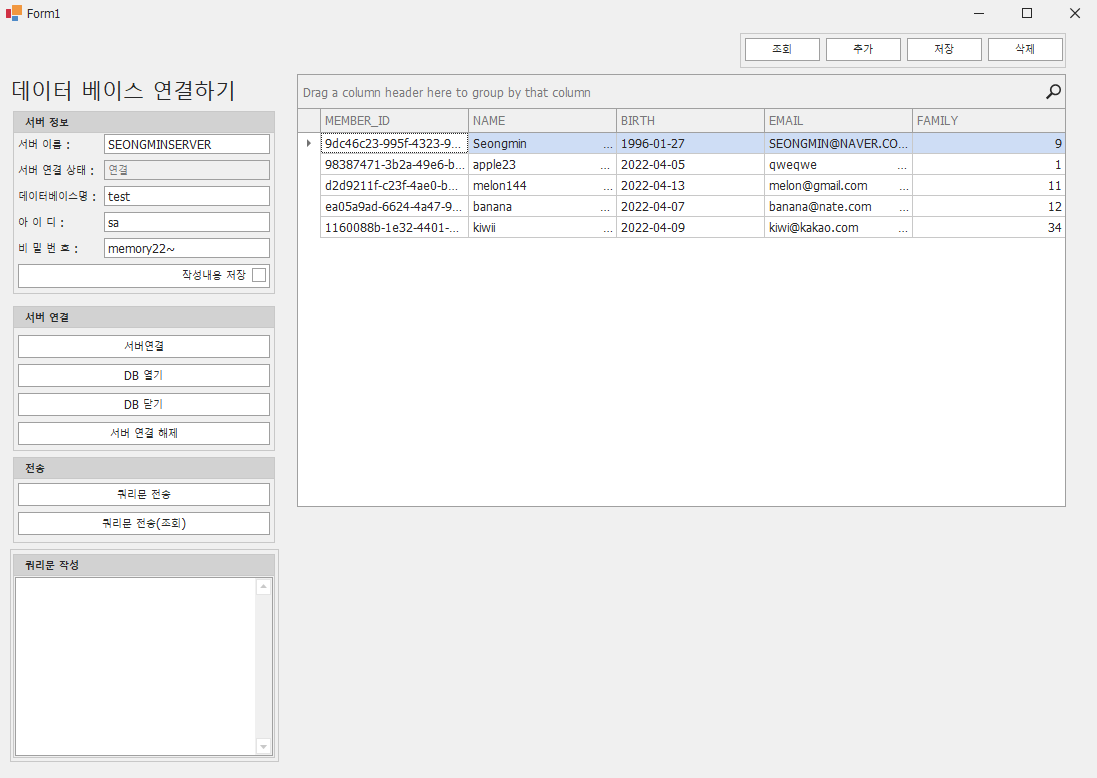 Form1
조회 추가 저장 삭제
데이터 베이스 연결하기
서버 정보
서버 이름 : SEONGMINSERVER
서버 연결 상태 : 연결
데이터베이스명 : test
아 이 디 : sa
비 밀 번 호 : memory22~
작성내용 저장
서버 연결
서버연결
DB 열기
DB 닫기
서버 연결 해제
전송
쿼리문 전송
쿼리문 전송(조회)
쿼리문 작성
Drag a column header here to group by that column
MEMBER_ID NAME BIRTH EMAIL FAMILY
9dc46c23-995f-4323-9... Seongmin ... 1996-01-27 SEONGMIN@NAVER.CO... 9
98387471-3b2a-49e6-b... apple23 ... 2022-04-05 qweqwe ... 1
d2d9211f-c23f-4ae0-b... melon144 ... 2022-04-13 melon@gmail.com ... 11
ea05a9ad-6624-4a47-9... banana ... 2022-04-07 banana@nate.com ... 12
1160088b-1e32-4401-... kiwii ... 2022-04-09 kiwi@kakao.com ... 34